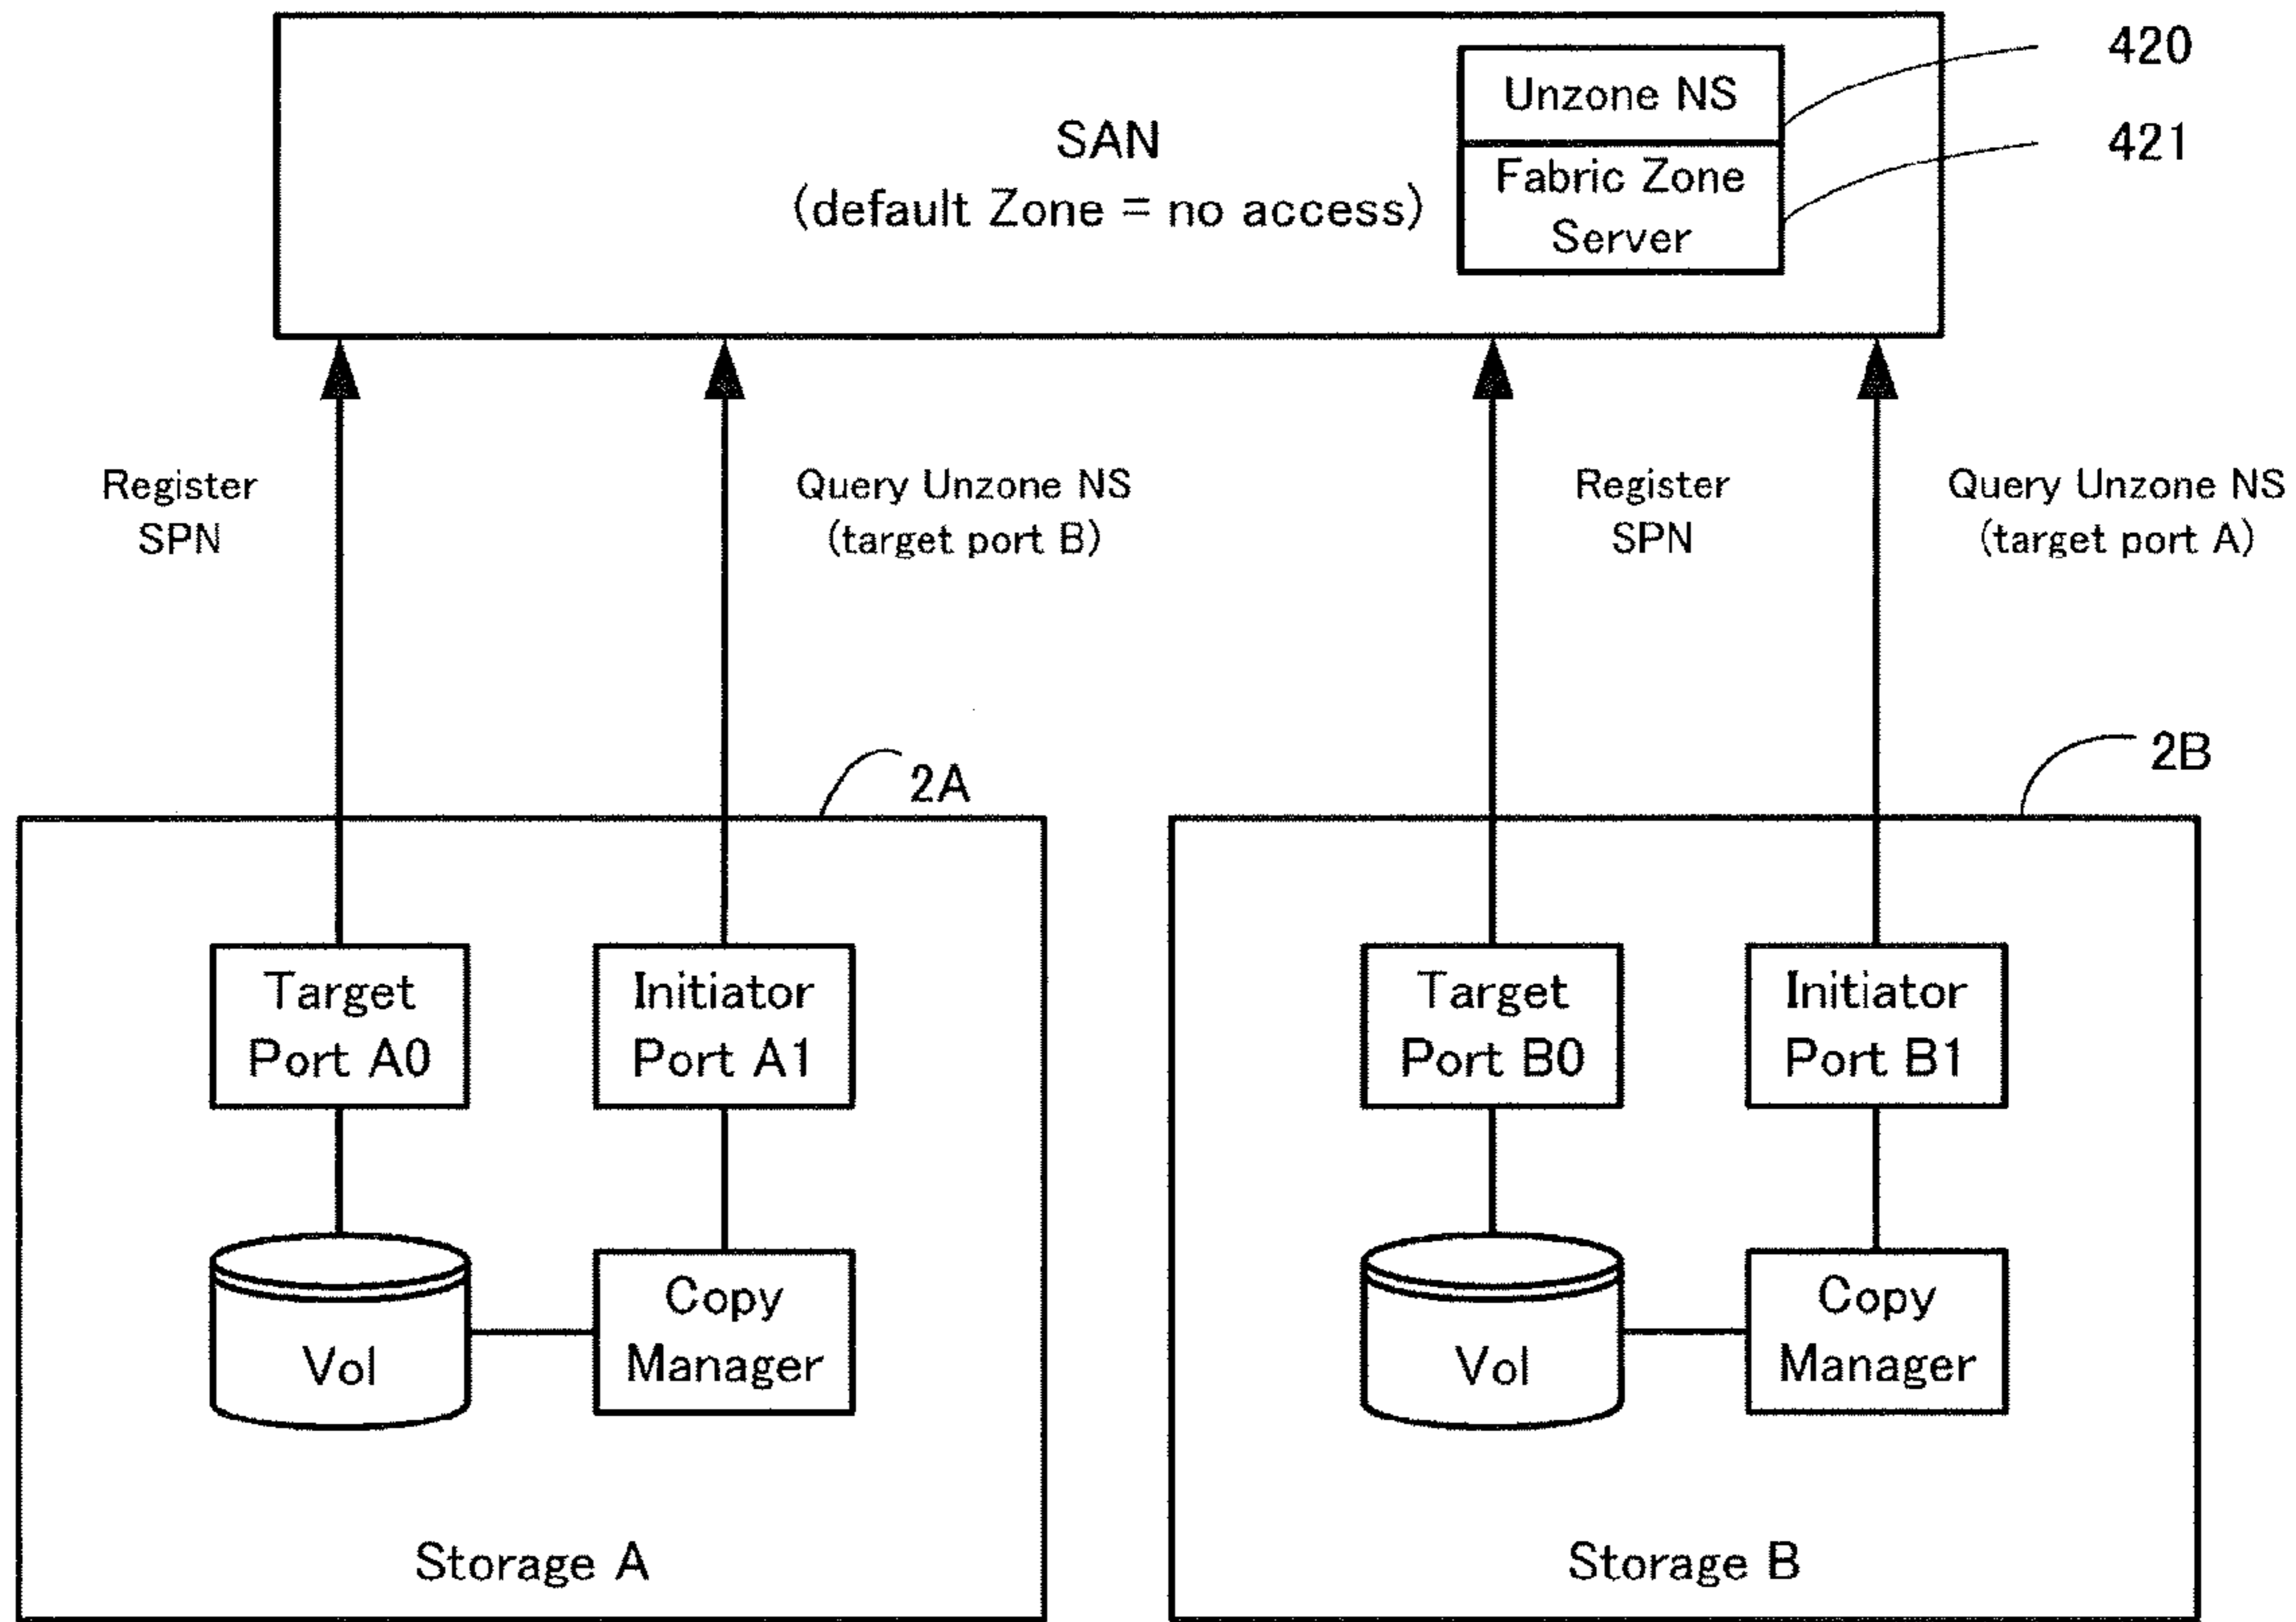 420
Unzone NS
SAN
421
Fabric Zone
(default Zone = no access)
Server
Register
SPN
Query Unzone NS
(target port B)
Register
SPN
Query Unzone NS
(target port A)
2A
2B
Target
Port A0
Initiator
Port A1
Target
Port B0
Initiator
Port B1
Vol
Copy
Manager
Vol
Copy
Manager
Storage A
Storage B